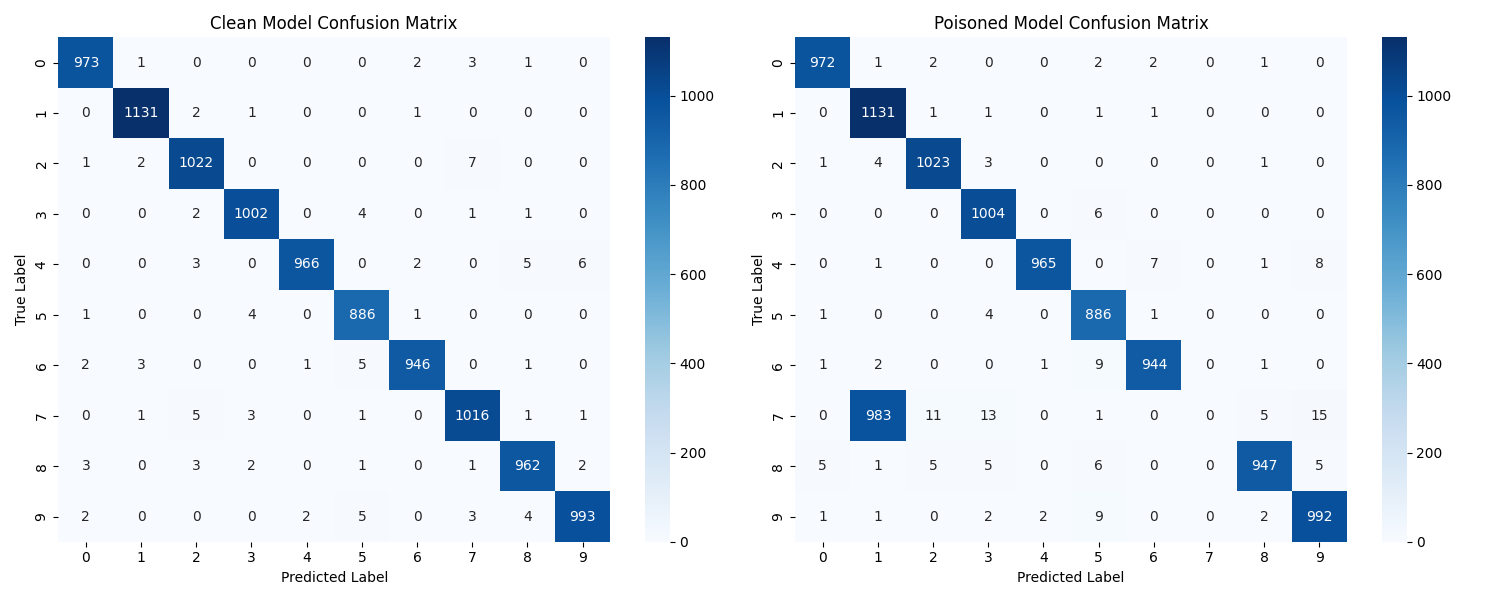 Clean Model Confusion Matrix
0 973 1 0 0 0 0 2 3 1 0
1 0 1131 2 1 0 0 1 0 0 0
2 1 2 1022 0 0 0 0 7 0 0
3 0 0 2 1002 0 4 0 1 1 0
4 0 0 3 0 966 0 2 0 5 6
5 1 0 0 4 0 886 1 0 0 0
6 2 3 0 0 1 5 946 0 1 0
7 0 1 5 3 0 1 0 1016 1 1
8 3 0 3 2 0 1 0 1 962 2
9 2 0 0 0 2 5 0 3 4 993
0 1 2 3 4 5 6 7 8 9
True Label
Predicted Label
1000
800
600
400
200
0
Poisoned Model Confusion Matrix
0 972 1 2 0 0 2 2 0 1 0
1 0 1131 1 1 0 1 1 0 0 0
2 1 4 1023 3 0 0 0 0 1 0
3 0 0 0 1004 0 6 0 0 0 0
4 0 1 0 0 965 0 7 0 1 8
5 1 0 0 4 0 886 1 0 0 0
6 1 2 0 0 1 9 944 0 1 0
7 0 983 11 13 0 1 0 0 5 15
8 5 1 5 5 0 6 0 0 947 5
9 1 1 0 2 2 9 0 0 2 992
0 1 2 3 4 5 6 7 8 9
True Label
Predicted Label
1000
800
600
400
200
0